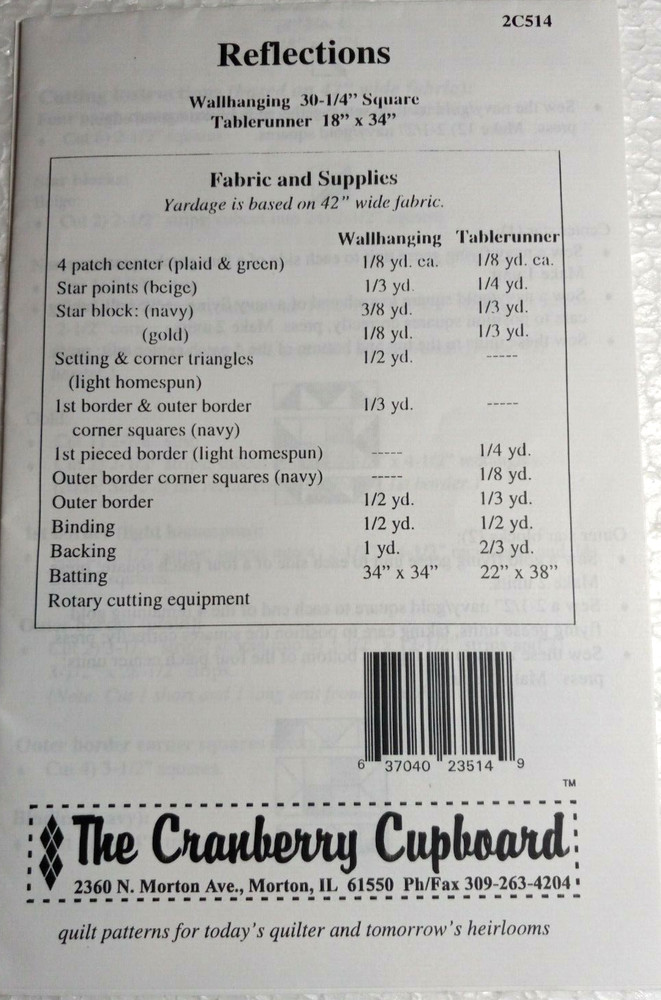 2C514
Reflections
Wallhanging 30-1/4" Square
Tablerunner 18" x 34"
Fabric and Supplies
Yardage is based on 42" wide fabric.
Wallhanging Tablerunner
4 patch center (plaid & green) 1/8 yd. ea. 1/8 yd. ea.
Star points (beige) 1/3 yd. 1/4 yd.
Star block: (navy) 3/8 yd. 1/3 yd.
(gold) 1/8 yd. 1/3 yd.
Setting & corner triangles 1/2 yd. -----
(light homespun)
1st border & outer border 1/3 yd. -----
corner squares (navy)
1st pieced border (light homespun) ----- 1/4 yd.
Outer border corner squares (navy) ----- 1/8 yd.
Outer border 1/2 yd. 1/3 yd.
Binding 1/2 yd. 1/2 yd.
Backing 1 yd. 2/3 yd.
Batting 34" x 34" 22" x 38"
Rotary cutting equipment
6 37040 23514 9
TM
The Cranberry Cupboard
2360 N. Morton Ave., Morton, IL 61550 Ph/Fax 309-263-4204
quilt patterns for today's quilter and tomorrow's heirlooms